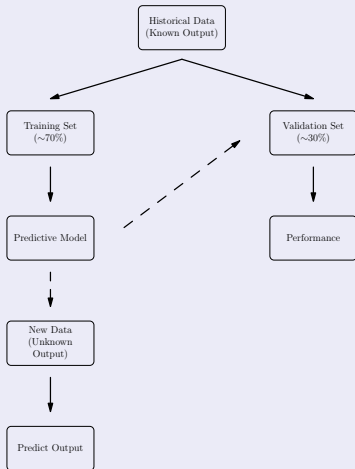 Historical Data
(Known Output)
Training Set
(~70%)
Validation Set
(~30%)
Predictive Model
Performance
New Data
(Unknown
Output)
Predict Output